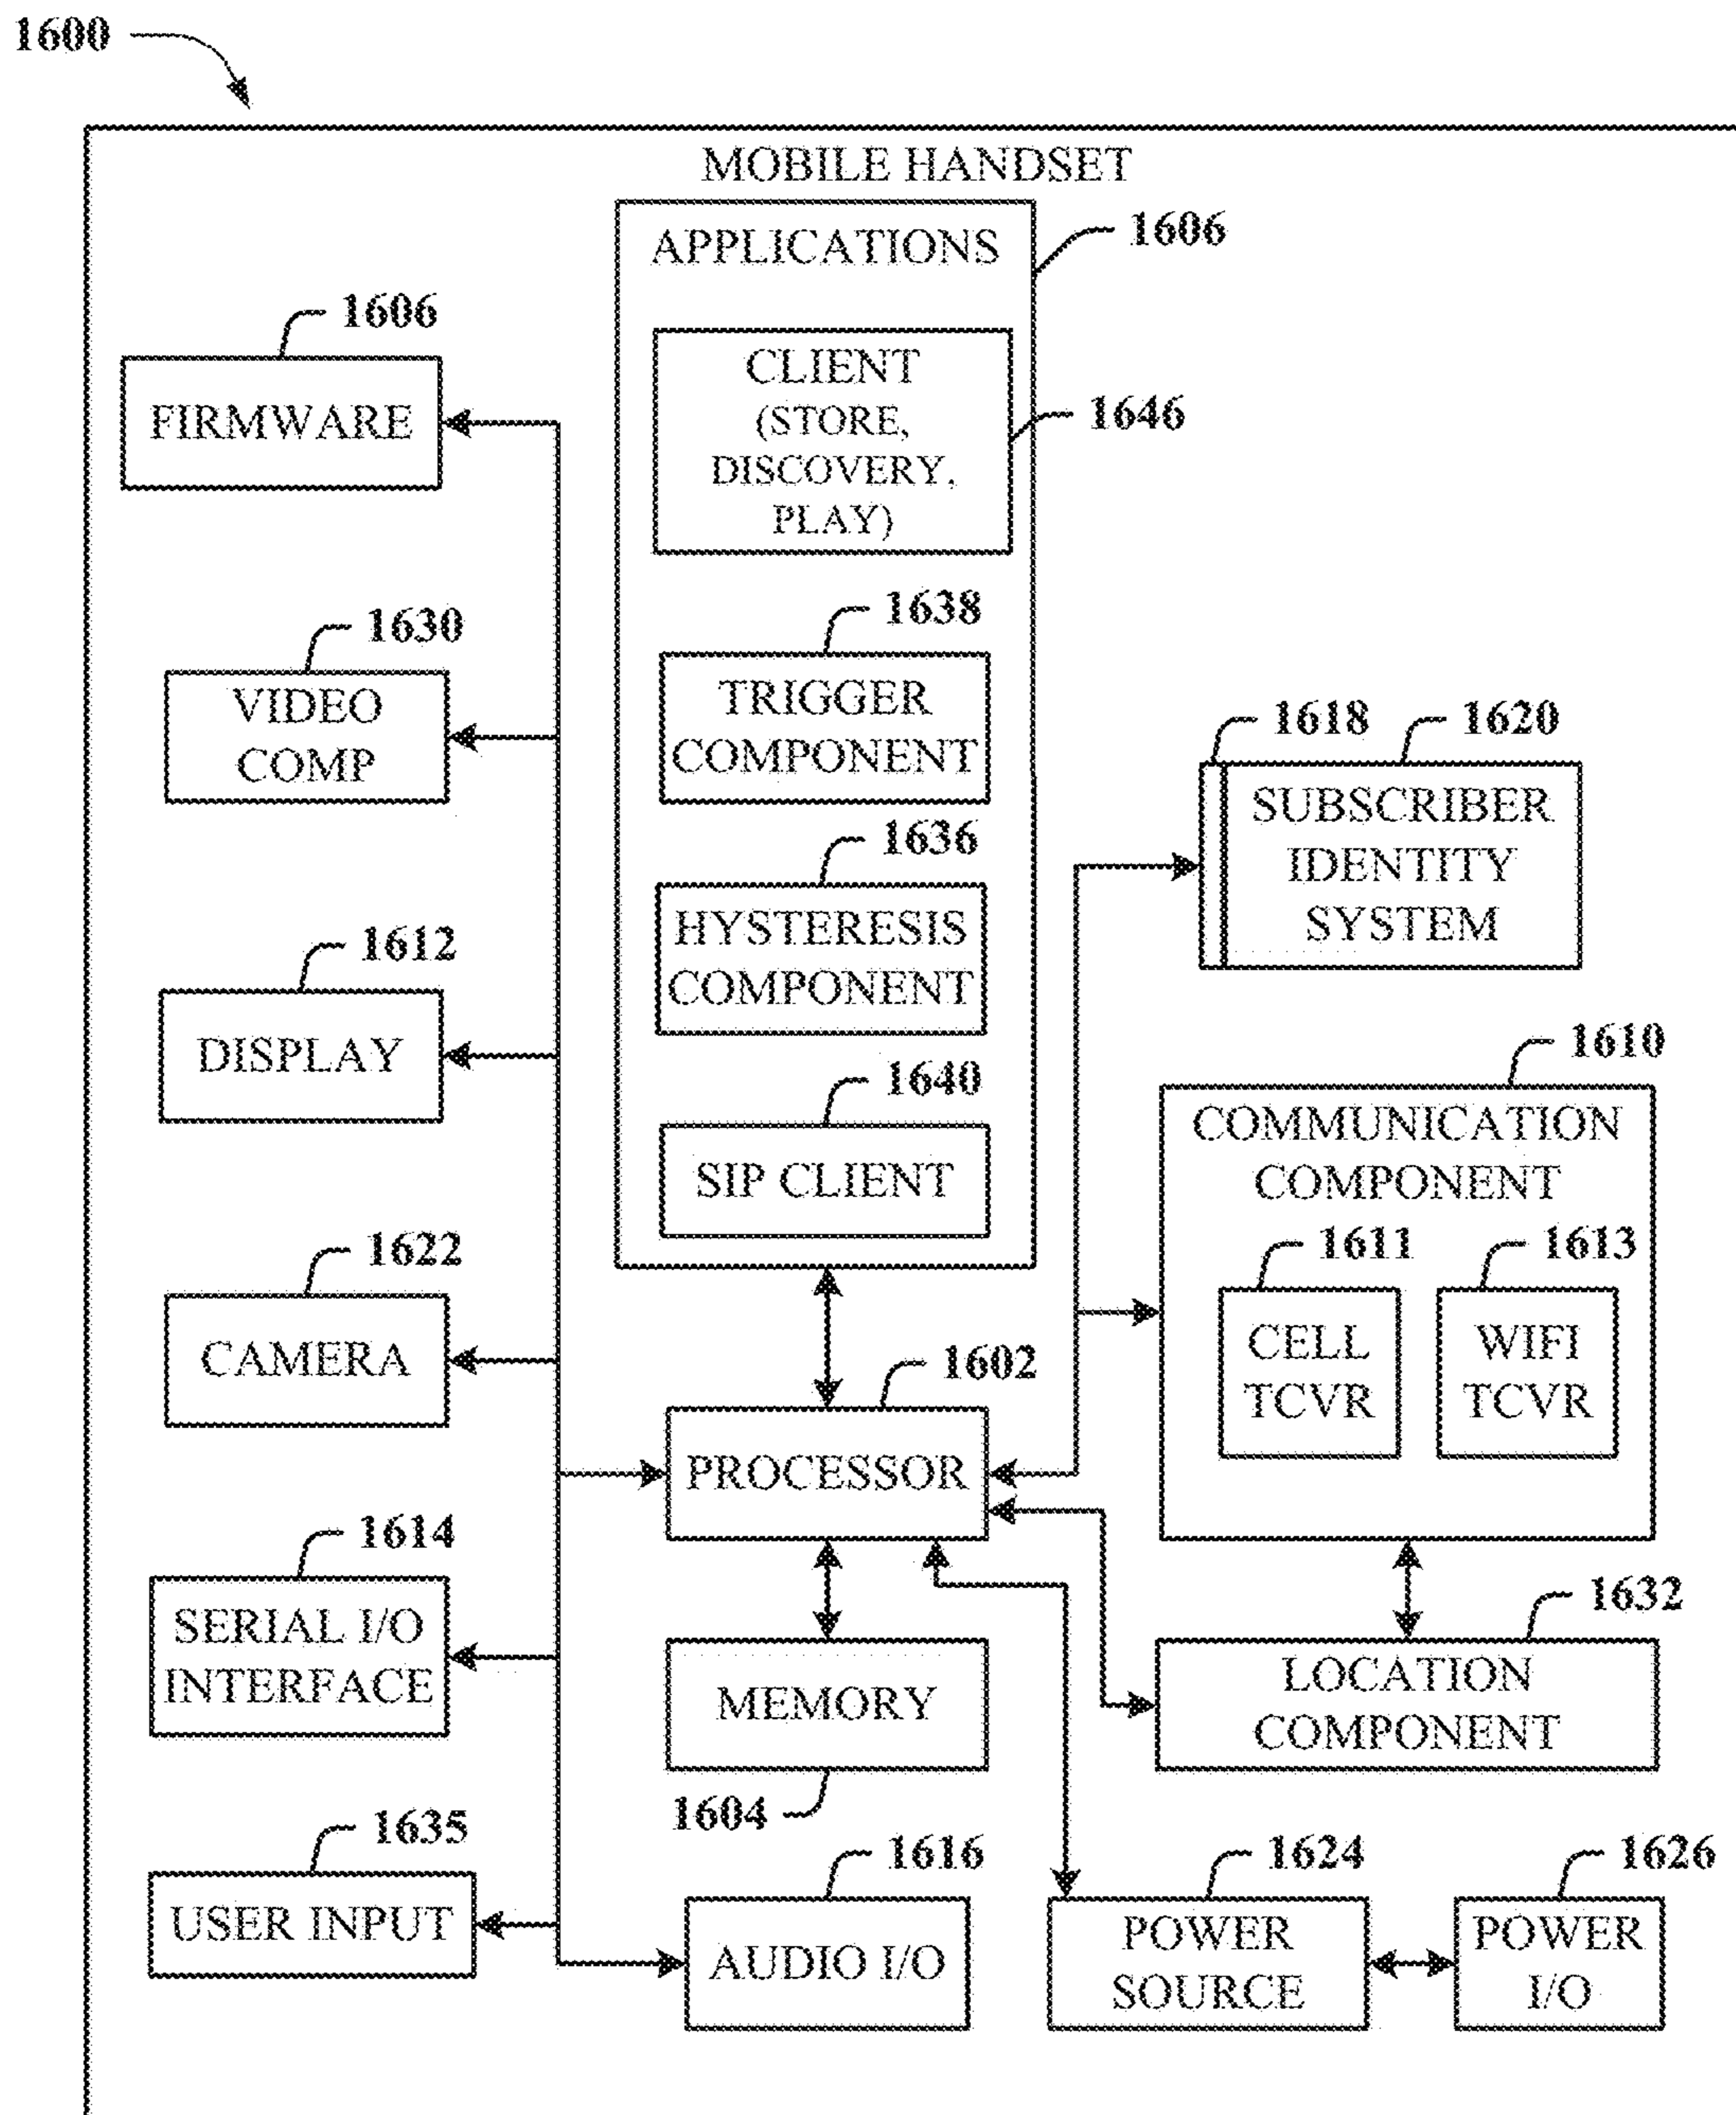 1600
MOBILE HANDSET
APPLICATIONS
1606
1606
FIRMWARE
CLIENT
(STORE,
DISCOVERY,
PLAY)
1646
1630
VIDEO
COMP
1638
TRIGGER
COMPONENT
1618
1620
SUBSCRIBER
IDENTITY
SYSTEM
1636
HYSTERESIS
COMPONENT
1612
DISPLAY
1640
SIP CLIENT
1610
COMMUNICATION
COMPONENT
1611
CELL
TCVR
1613
WIFI
TCVR
1622
CAMERA
1602
PROCESSOR
1614
SERIAL I/O
INTERFACE
MEMORY
1604
1632
LOCATION
COMPONENT
1635
USER INPUT
1616
AUDIO I/O
1624
POWER
SOURCE
1626
POWER
I/O